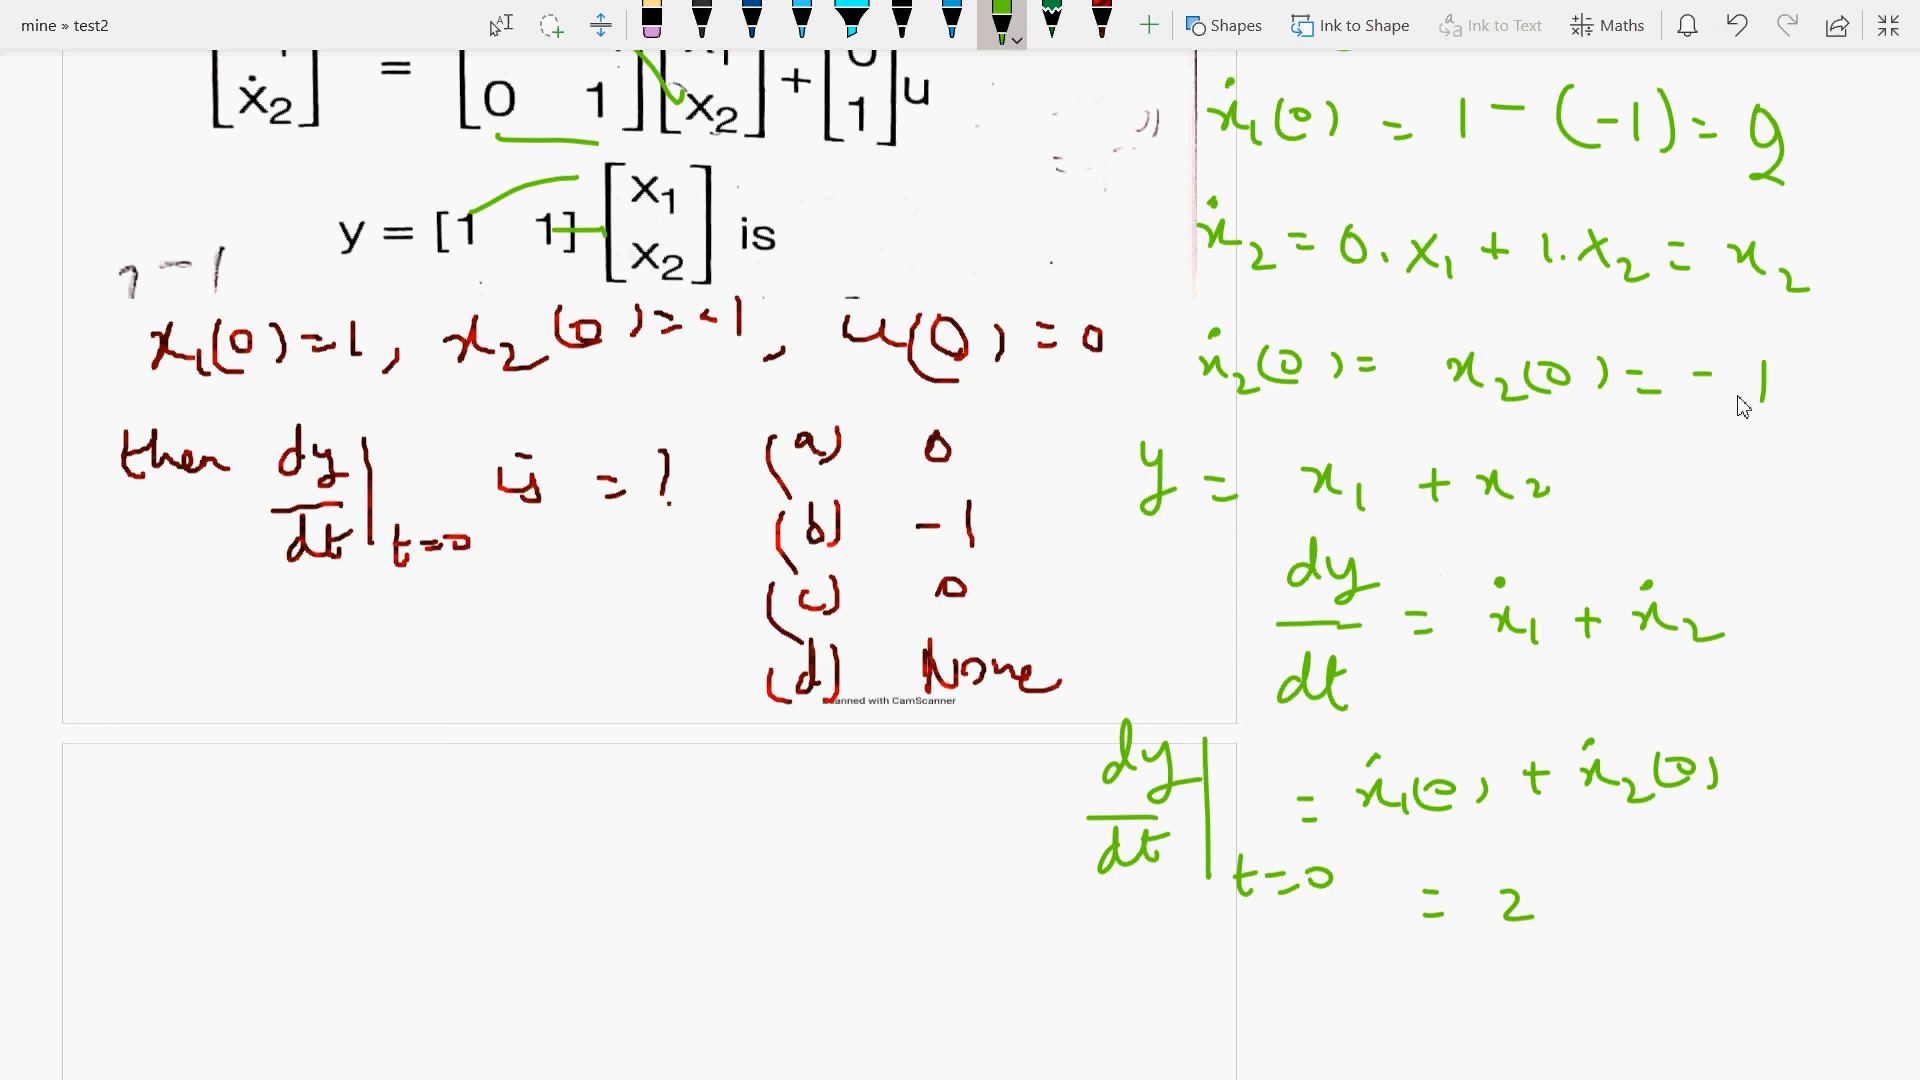 mine » test2
Shapes Ink to Shape Ink to Text Maths
ẋ2 = 0 1 x2 + 1 u
y = [1 1] [x1 x2] is
x1(0)=1, x2(0)=-1, u(0)=0
then dy/dt | t=0 is = ?
(a) 0
(b) -1
(c) 0
(d) None
anned with CamScanner
ẋ1(0) = 1 - (-1) = 2
ẋ2 = 0.x1 + 1.x2 = x2
ẋ2(0) = x2(0) = -1
y = x1 + x2
dy/dt = ẋ1 + ẋ2
dy/dt | t=0 = ẋ1(0) + ẋ2(0)
= 2